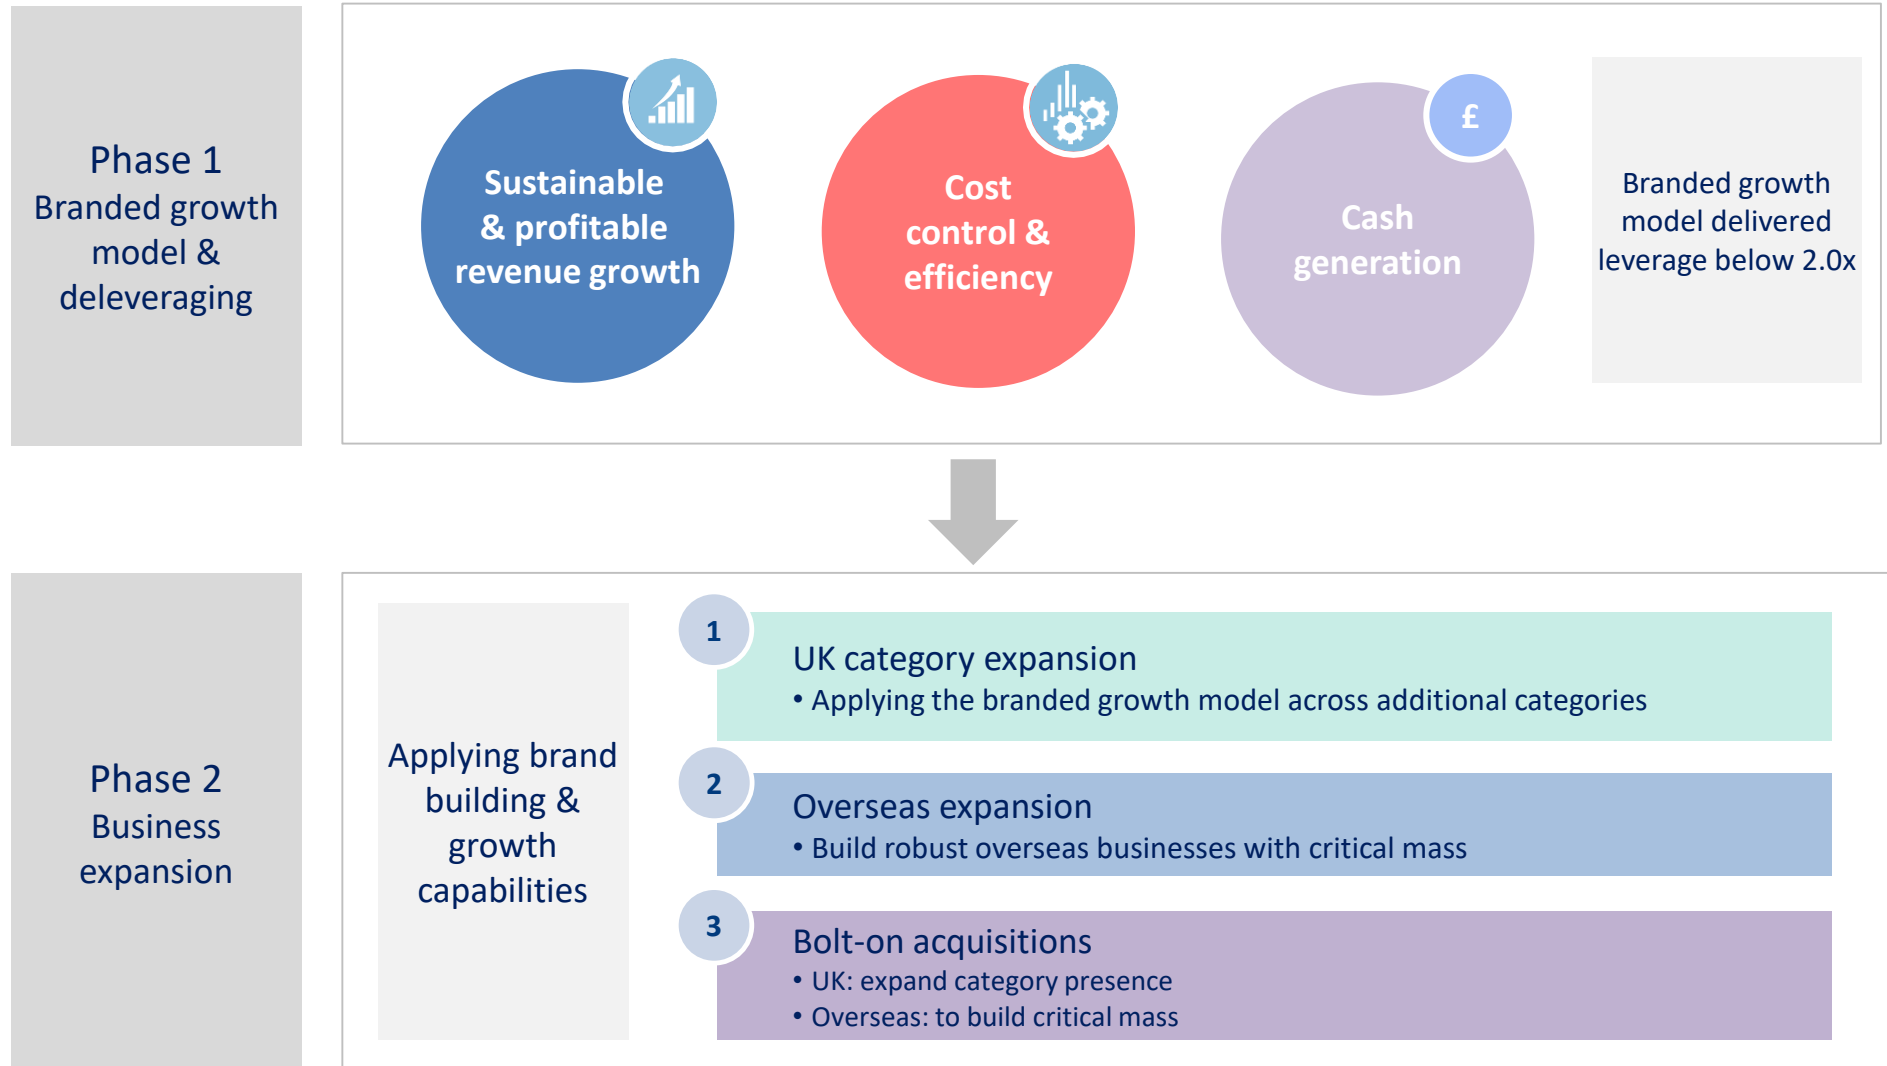 Phase 1
Branded growth
model &
deleveraging
Sustainable
& profitable
revenue growth
Cost
control &
efficiency
£
Cash
generation
Branded growth
model delivered
leverage below 2.0x
Phase 2
Business
expansion
Applying brand
building &
growth
capabilities
1
UK category expansion
• Applying the branded growth model across additional categories
2
Overseas expansion
• Build robust overseas businesses with critical mass
3
Bolt-on acquisitions
• UK: expand category presence
• Overseas: to build critical mass